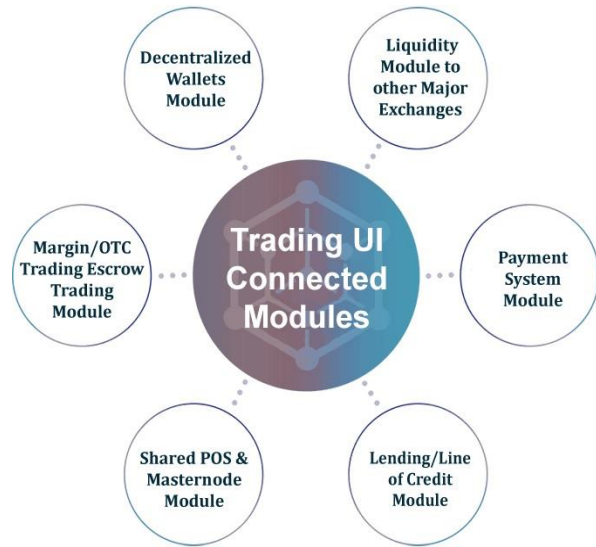 Decentralized
Wallets
Module
Liquidity
Module to
other Major
Exchanges
Margin/OTC
Trading Escrow
Trading
Module
Trading UI
Connected
Modules
Payment
System
Module
Shared POS &
Masternode
Module
Lending/Line
of Credit
Module